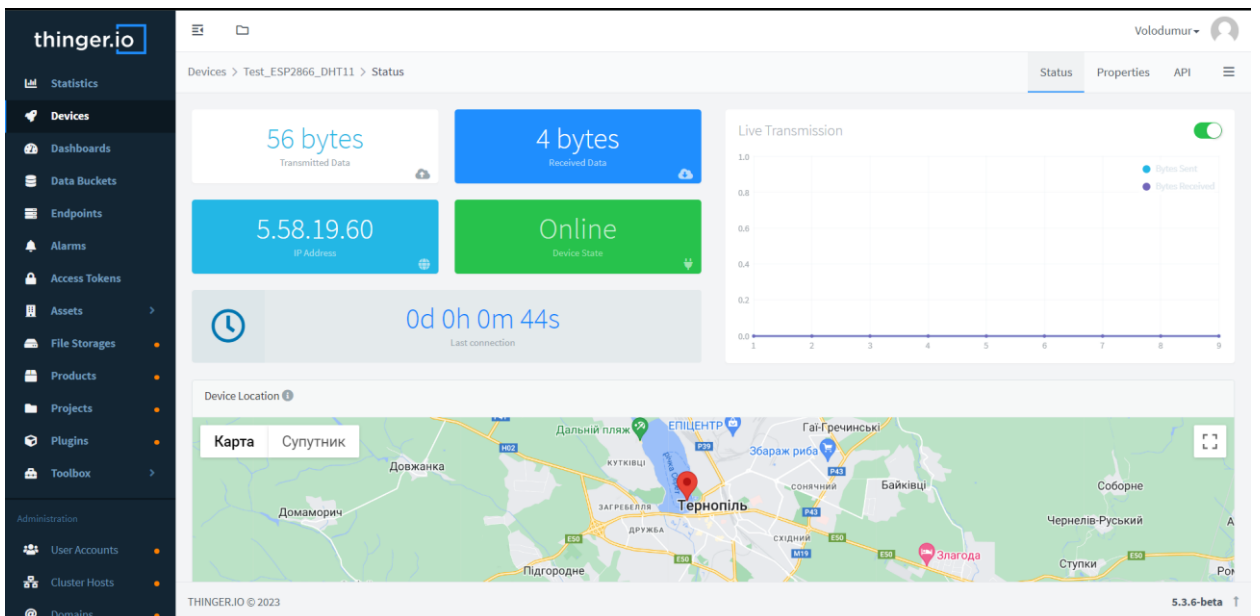 thinger.io
Volodumur
Statistics
Devices
Dashboards
Data Buckets
Endpoints
Alarms
Access Tokens
Assets
File Storages
Products
Projects
Plugins
Toolbox
Administration
User Accounts
Cluster Hosts
Domains
Devices > Test_ESP2866_DHT11 > Status
Status Properties API
56 bytes
Transmitted Data
4 bytes
Received Data
5.58.19.60
IP Address
Online
Device State
0d 0h 0m 44s
Last connection
Live Transmission
Bytes Sent
Bytes Received
1.0
0.8
0.6
0.4
0.2
0.0
1 2 3 4 5 6 7 8 9
Device Location
Карта Супутник
Дальній пляж
ЕПІЦЕНТР
Гаї-Гречинські
H02
P39
Збараж риба
КУТКІВЦІ
Довжанка
P43
СОНЯЧНИЙ
Байківці
Соборне
Домаморич
ЗАГРЕБЕЛЛЯ
Тернопіль
P43
Чернелів-Руський
ДРУЖБА
E50
СХІДНИЙ
E50
M19
E50
Злагода
E50
E50
Підгородне
Ступки
THINGER.IO © 2023
5.3.6-beta